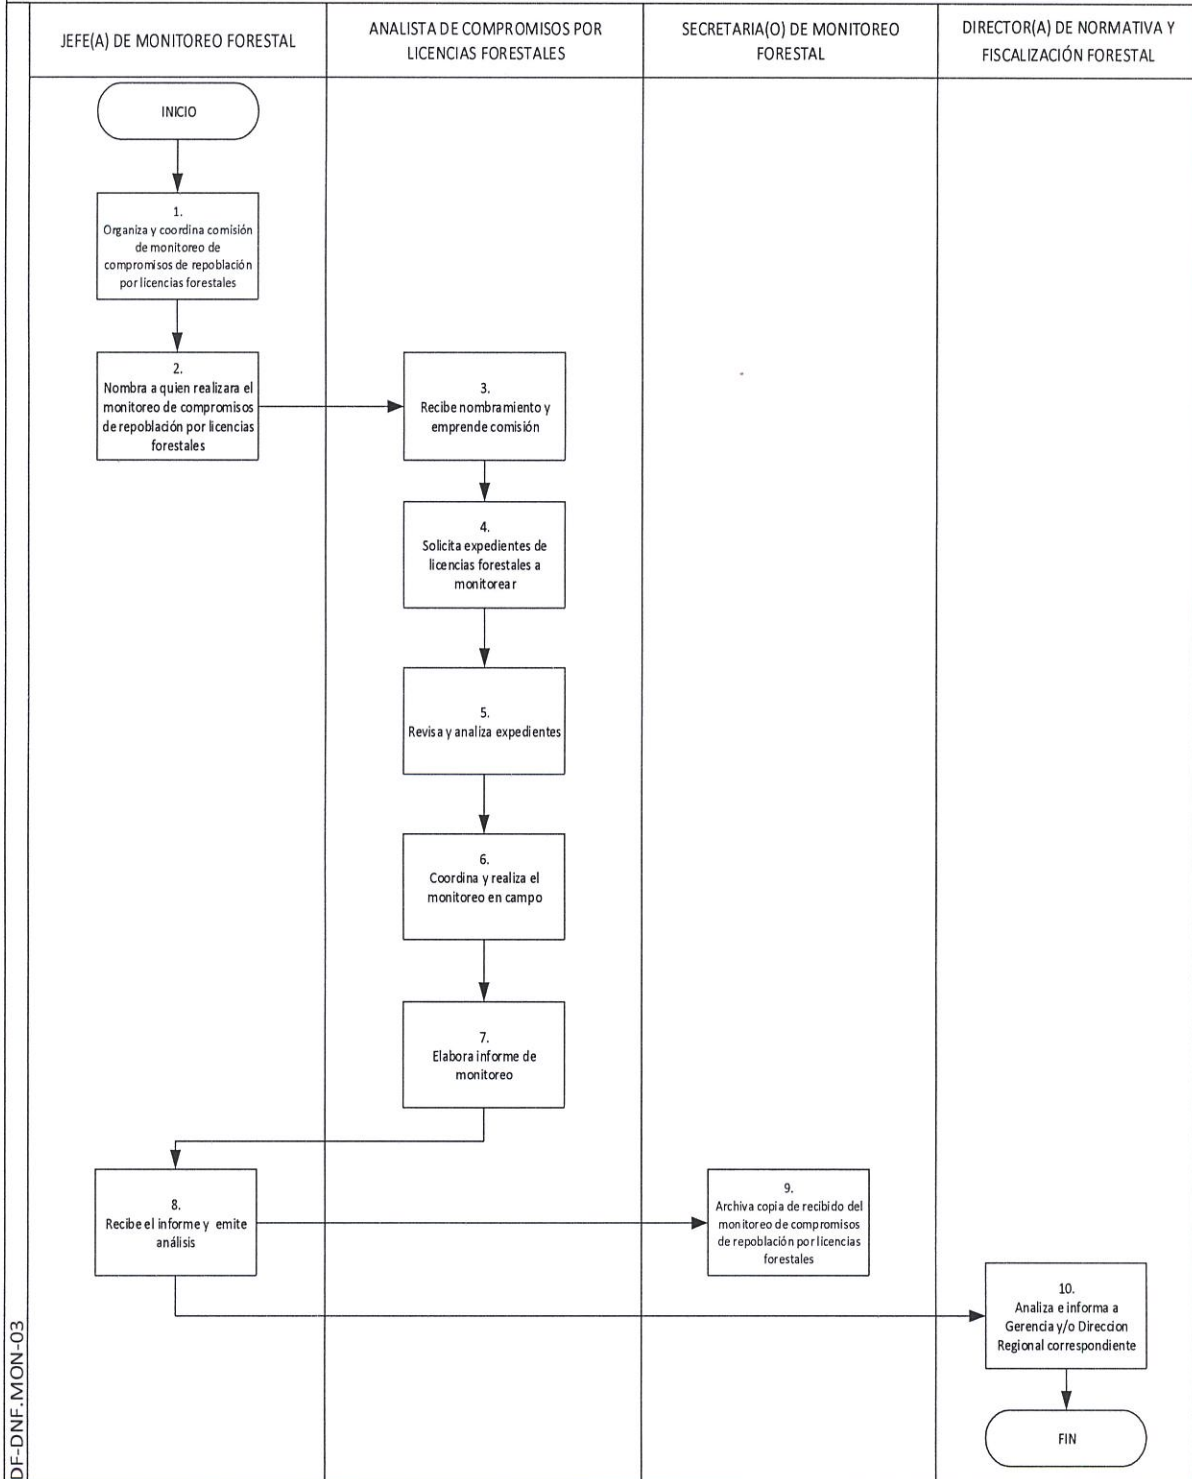 JEFE(A) DE MONITOREO FORESTAL
ANALISTA DE COMPROMISOS POR
LICENCIAS FORESTALES
SECRETARIA(O) DE MONITOREO
FORESTAL
DIRECTOR(A) DE NORMATIVA Y
FISCALIZACIÓN FORESTAL
INICIO
1.
Organiza y coordina comisión
de monitoreo de
compromisos de repoblación
por licencias forestales
2.
Nombra a quien realizara el
monitoreo de compromisos
de repoblación por licencias
forestales
3.
Recibe nombramiento y
emprende comisión
4.
Solicita expedientes de
licencias forestales a
monitorear
5.
Revisa y analiza expedientes
6.
Coordina y realiza el
monitoreo en campo
7.
Elabora informe de
monitoreo
8.
Recibe el informe y emite
análisis
9.
Archiva copia de recibido del
monitoreo de compromisos
de repoblación por licencias
forestales
10.
Analiza e informa a
Gerencia y/o Direccion
Regional correspondiente
FIN
DF-DNF.MON-03